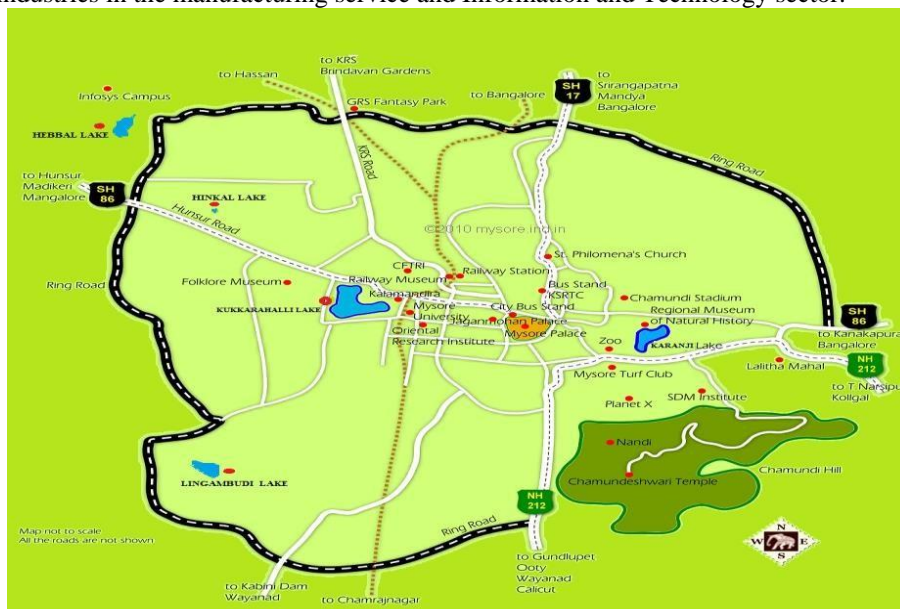 industries in the manufacturing service and Information and Technology sector.
to KRS
Brindavan Gardens
to Hassan
Infosys Campus
GRS Fantasy Park
to Bangalore
SH
17
to
Srirangapatna
Mandya
Bangalore
HEBBAL LAKE
KRS Road
Ring Road
to Hunsur
Madikeri
Mangalore
SH
86
HINKAL LAKE
Hunsur Road
©2010 mysore.ind.in
St. Philomena's Church
CFTRI
Railway Station
Folklore Museum
Railway Museum
Bus Stand
KSRTC
Ring Road
Kalamandira
Chamundi Stadium
KUKKARAHALLI LAKE
Mysore
University
City Bus Stand
Regional Museum
of Natural History
SH
86
Jaganmohan Palace
Mysore Palace
Oriental
Research Institute
Zoo
KARANJI Lake
to Kanakapura
Bangalore
Lalitha Mahal
NH
212
Mysore Turf Club
to T.Narsipu
Kollgal
Planet X
SDM Institute
Nandi
Chamundi Hill
Chamundeshwari Temple
LINGAMBUDI LAKE
NH
212
Ring Road
Map not to scale
All the roads are not shown
N
W E
S
to Gundlupet
Ooty
Wayanad
Calicut
to Kabini Dam
Wayanad
to Chamrajnagar